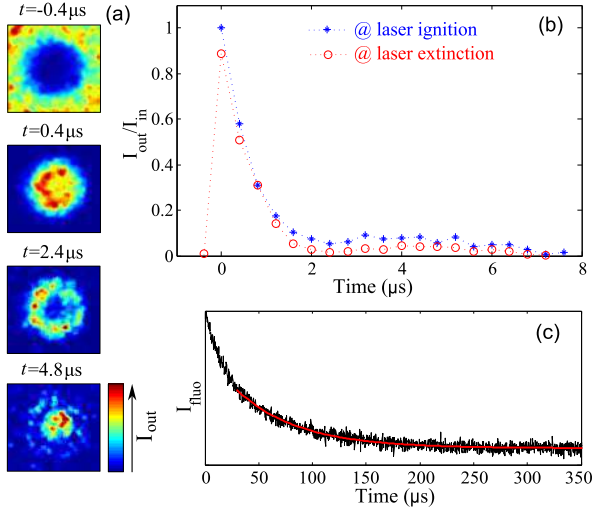 t=-0.4μs
(a)
t=0.4μs
t=2.4μs
t=4.8μs
I_out
(b)
@ laser ignition
@ laser extinction
I_out/I_in
1
0.8
0.6
0.4
0.2
0
0
2
4
6
8
Time (μs)
(c)
I_fluo
0
50
100
150
200
250
300
350
Time (μs)